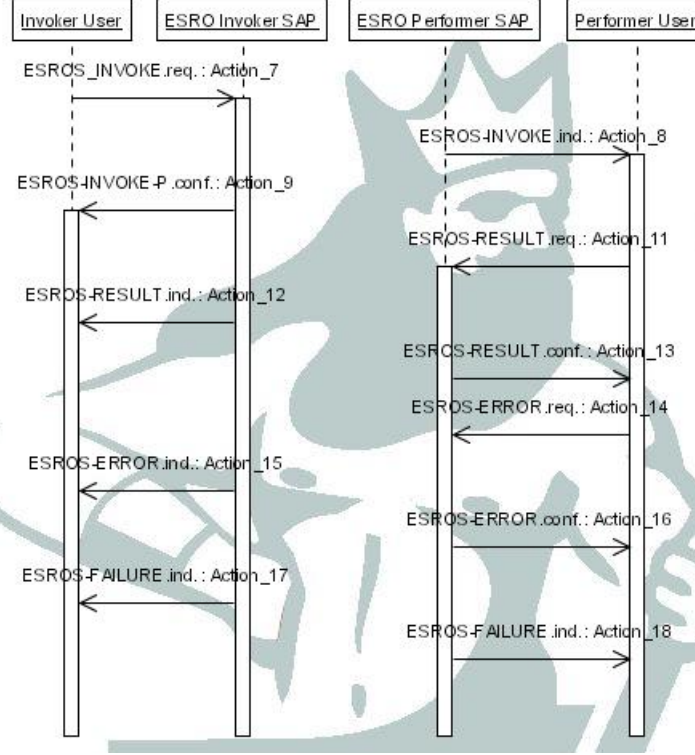 Invoker User
ESRO Invoker SAP
ESRO Performer SAP
Performer User
ESROS_INVOKE.req.: Action_7
ESROS-INVOKE.ind.: Action_8
ESROS-INVOKE-P.conf.: Action_9
ESROS-RESULT.req.: Action_11
ESROS-RESULT.ind.: Action_12
ESROS-RESULT.conf.: Action_13
ESROS-ERROR.req.: Action_14
ESROS-ERROR.ind.: Action_15
ESROS-ERROR.conf.: Action_16
ESROS-FAILURE.ind.: Action_17
ESROS-FAILURE.ind.: Action_18